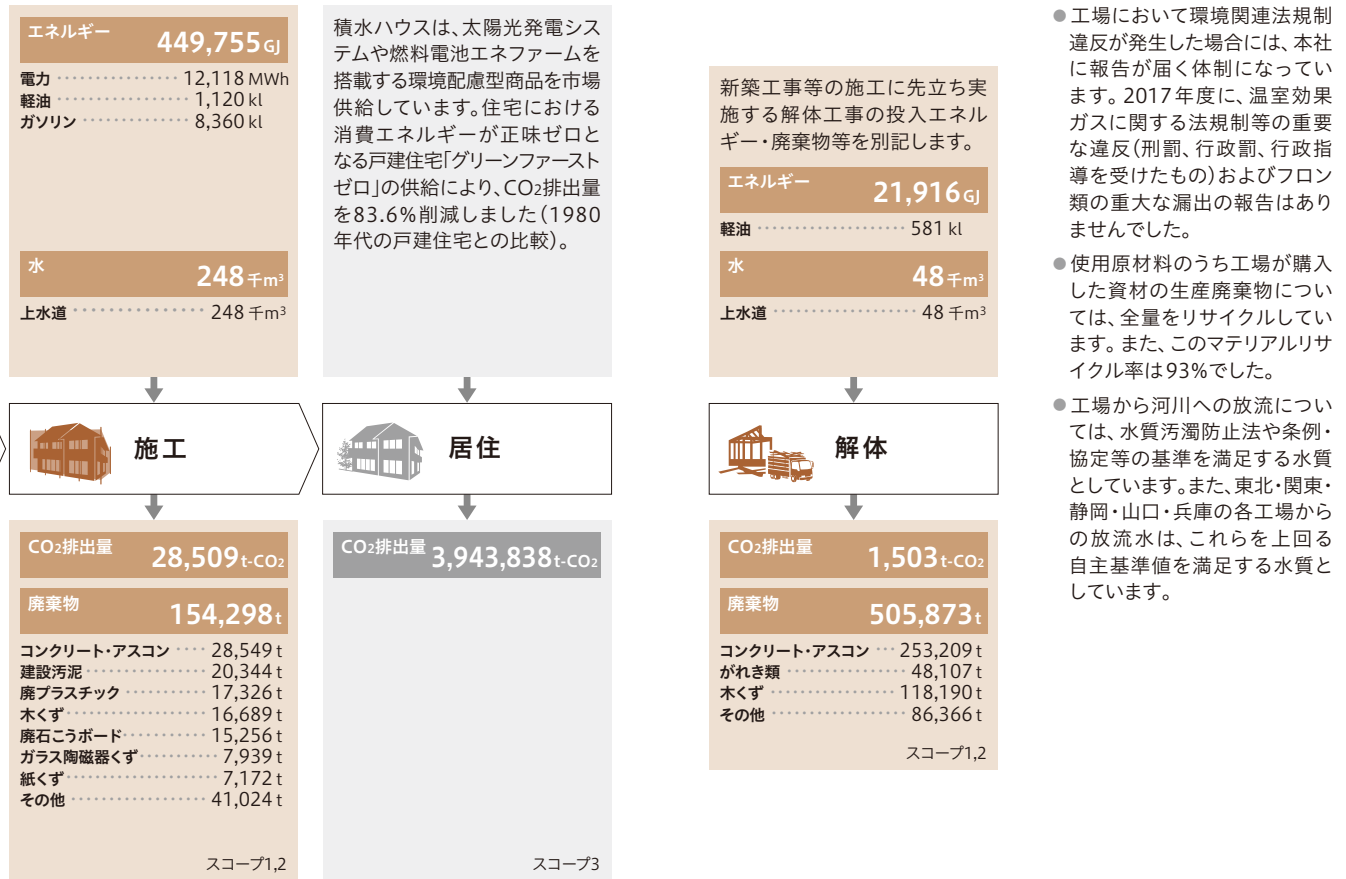 エネルギー 449,755GJ
電力 ················ 12,118 MWh
軽油 ················ 1,120 kl
ガソリン ············· 8,360 kl
水 248千m³
上水道 ··············· 248 千m³
施工
CO₂排出量 28,509t-CO₂
廃棄物 154,298t
コンクリート・アスコン ···· 28,549 t
建設汚泥 ·············· 20,344 t
廃プラスチック ·········· 17,326 t
木くず ················ 16,689 t
廃石こうボード ·········· 15,256 t
ガラス陶磁器くず ········· 7,939 t
紙くず ················· 7,172 t
その他 ················ 41,024 t
スコープ1,2
積水ハウスは、太陽光発電シス
テムや燃料電池エネファームを
搭載する環境配慮型商品を市場
供給しています。住宅における
消費エネルギーが正味ゼロと
なる戸建住宅「グリーンファースト
ゼロ」の供給により、CO₂排出量
を83.6%削減しました（1980
年代の戸建住宅との比較）。
居住
CO₂排出量 3,943,838t-CO₂
スコープ3
新築工事等の施工に先立ち実
施する解体工事の投入エネル
ギー・廃棄物等を別記します。
エネルギー 21,916GJ
軽油 ················· 581 kl
水 48千m³
上水道 ················· 48 千m³
解体
CO₂排出量 1,503t-CO₂
廃棄物 505,873t
コンクリート・アスコン ··· 253,209 t
がれき類 ·············· 48,107 t
木くず ················ 118,190 t
その他 ················ 86,366 t
スコープ1,2
●工場において環境関連法規制
違反が発生した場合には、本社
に報告が届く体制になってい
ます。2017年度に、温室効果
ガスに関する法規制等の重要
な違反（刑罰、行政罰、行政指
導を受けたもの）およびフロン
類の重大な漏出の報告はあり
ませんでした。
●使用原材料のうち工場が購入
した資材の生産廃棄物につい
ては、全量をリサイクルしてい
ます。また、このマテリアルリサ
イクル率は93%でした。
●工場から河川への放流につい
ては、水質汚濁防止法や条例・
協定等の基準を満足する水質
としています。また、東北・関東・
静岡・山口・兵庫の各工場から
の放流水は、これらを上回る
自主基準値を満足する水質と
しています。